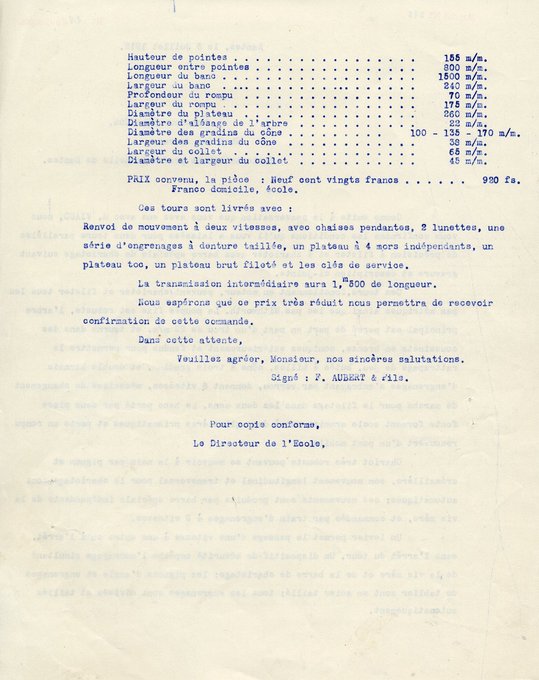 Hauteur de pointes . . . . . . . . . . . . . . . . 155 m/m.
Longueur entre pointes . . . . . . . . . . . . . . 800 m/m.
Longueur du banc . . . . . . . . . . . . . . . . . 1500 m/m.
Largeur du banc . . . . . . . . . . . . . . . . . 240 m/m.
Profondeur du rompu . . . . . . . . . . . . . . . 70 m/m.
Largeur du rompu . . . . . . . . . . . . . . . . . 175 m/m.
Diamètre du plateau . . . . . . . . . . . . . . . 260 m/m.
Diamètre d'alésage de l'arbre . . . . . . . . . . 22 m/m.
Diamètre des gradins du cône . . . . . . . . 100 - 135 - 170 m/m.
Largeur des gradins du cône . . . . . . . . . . . 38 m/m.
Largeur du collet . . . . . . . . . . . . . . . . 65 m/m.
Diamètre et largeur du collet . . . . . . . . . . 45 m/m.
PRIX convenu, la pièce : Neuf cent vingts francs . . . . . . 920 fs.
Franco domicile, école.
Ces tours sont livrés avec :
Renvoi de mouvement à deux vitesses, avec chaises pendantes, 2 lunettes, une
série d'engrenages à denture taillée, un plateau à 4 mors indépendants, un
plateau toc, un plateau brut fileté et les clés de service.
La transmission intermédiaire aura 1,m500 de longueur.
Nous espérons que ce prix très réduit nous permettra de recevoir
confirmation de cette commande.
Dans cette attente,
Veuillez agréer, Monsieur, nos sincères salutations.
Signé : F. AUBERT & Fils.
Pour copie conforme,
Le Directeur de l'Ecole,